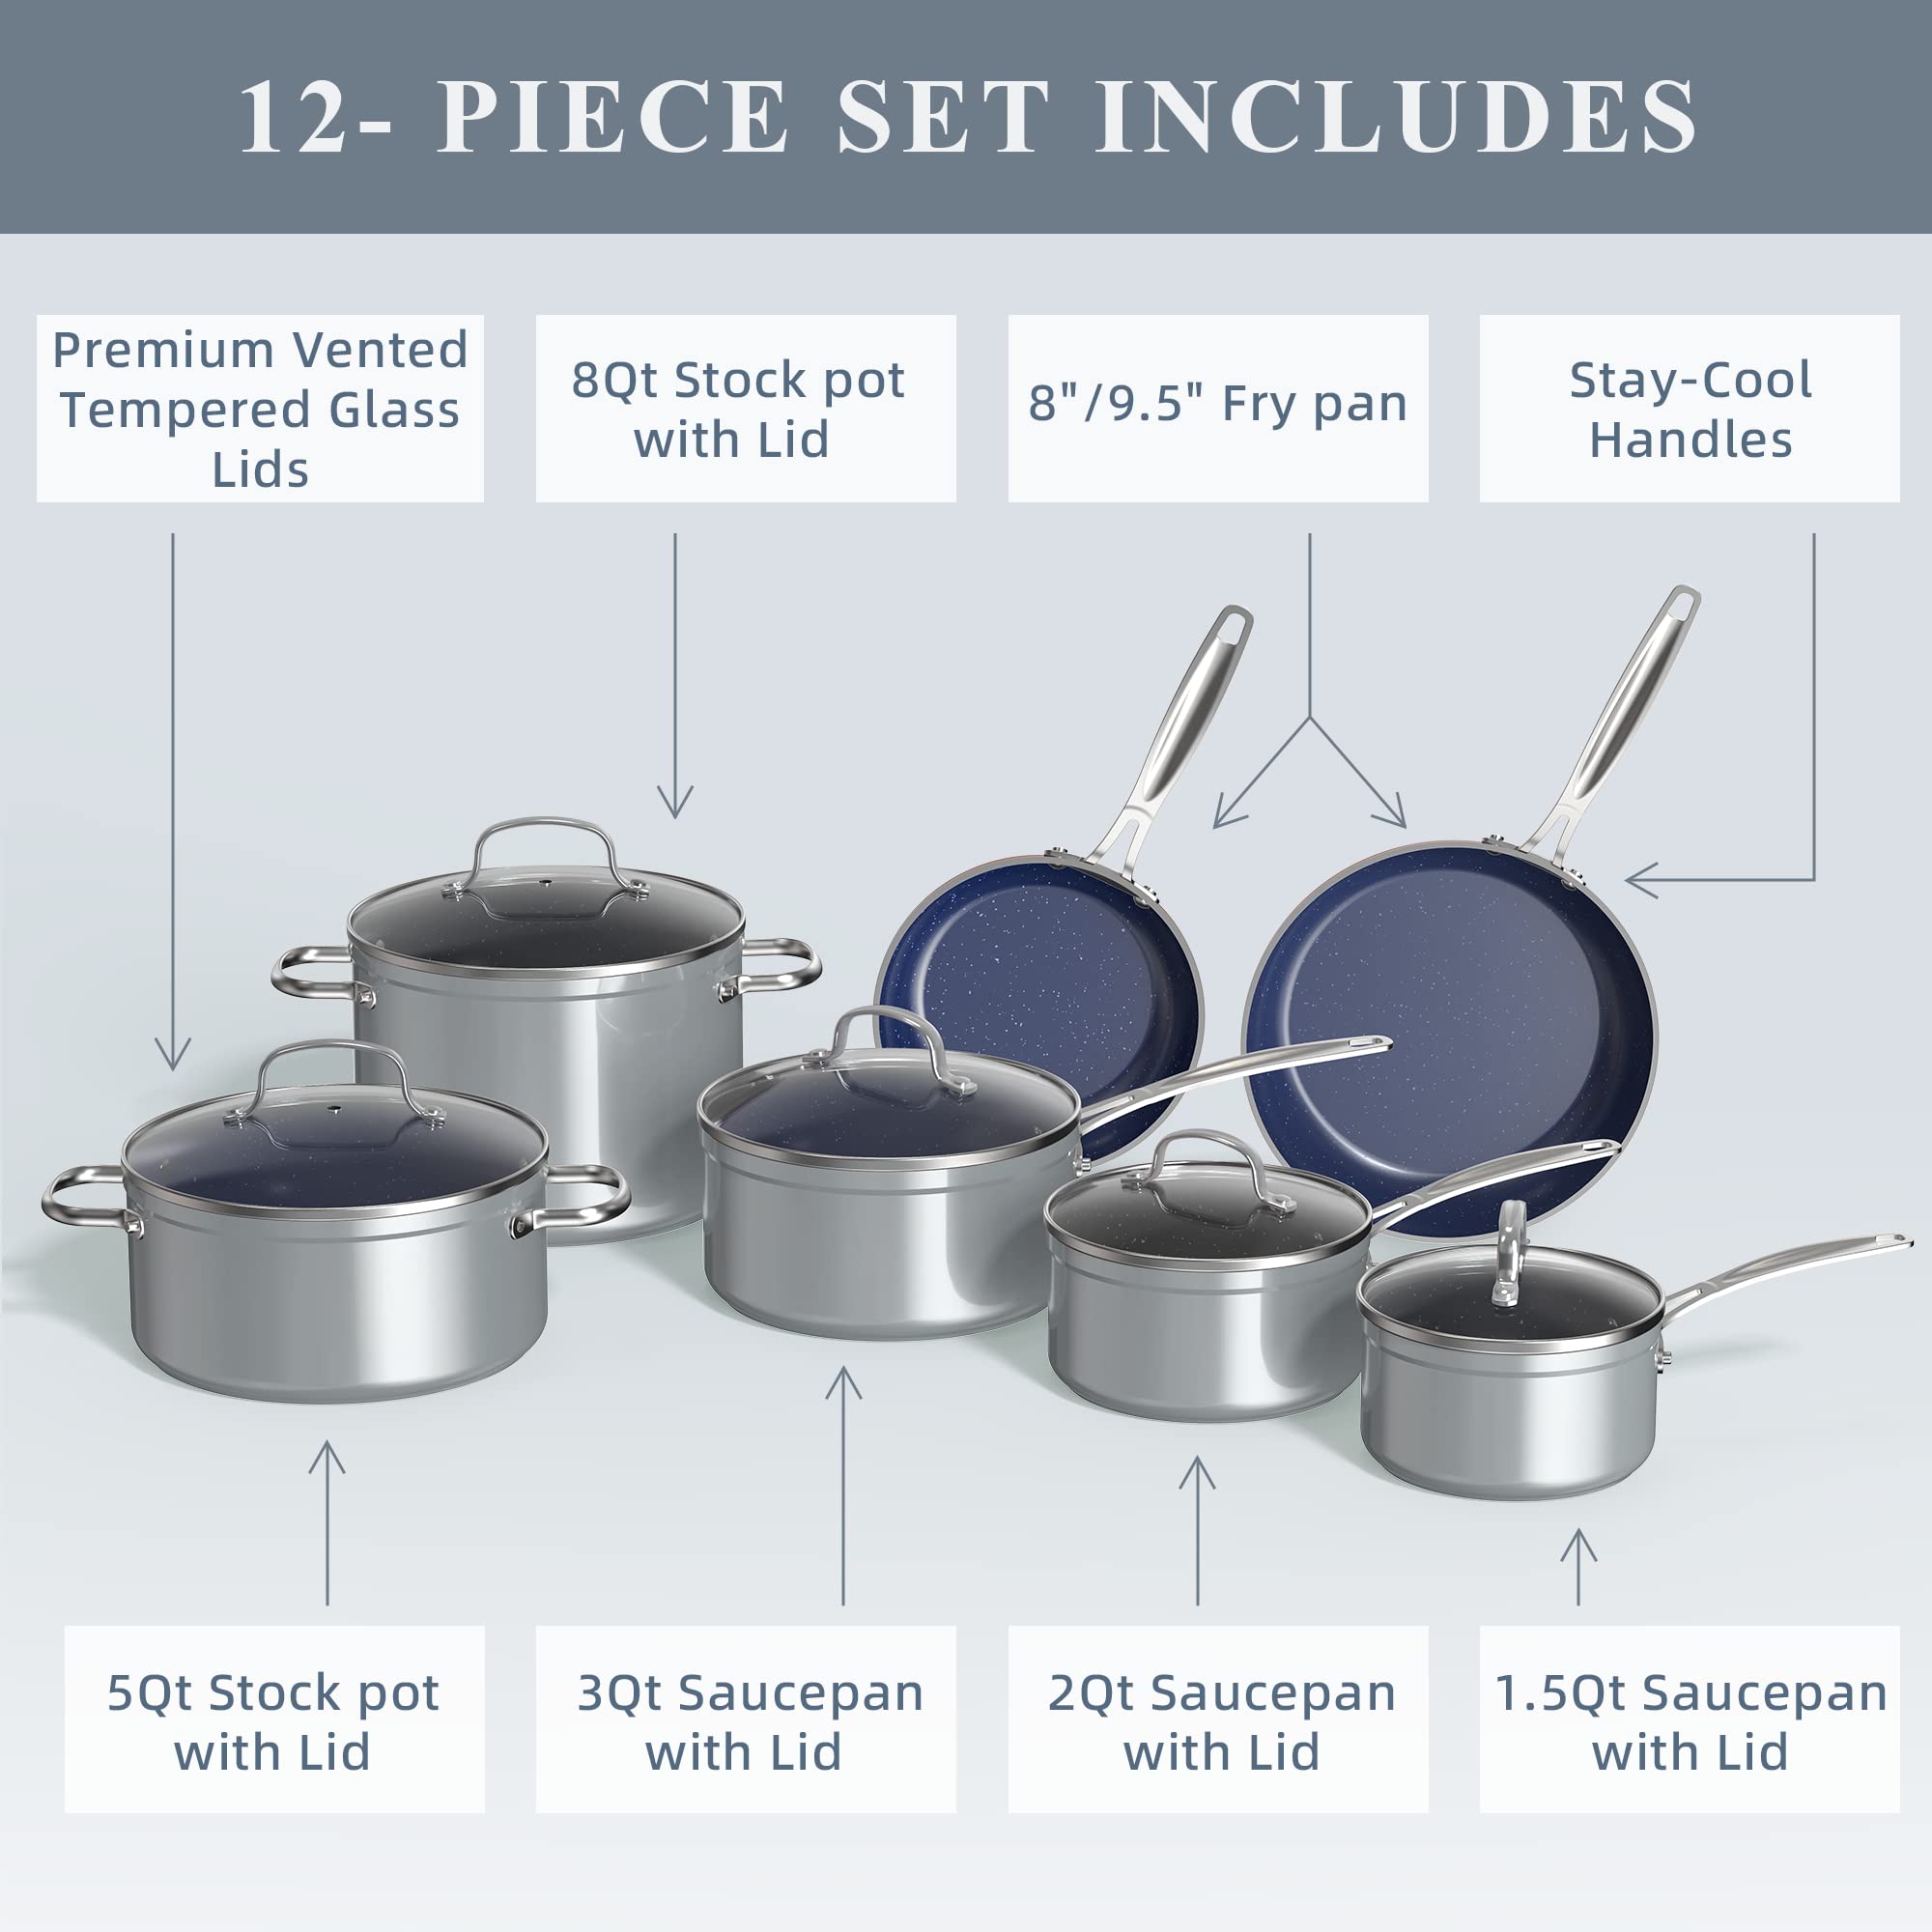 12- PIECE SET INCLUDES
Premium Vented
Tempered Glass
Lids
8Qt Stock pot
with Lid
8"/9.5" Fry pan
Stay-Cool
Handles
5Qt Stock pot
with Lid
3Qt Saucepan
with Lid
2Qt Saucepan
with Lid
1.5Qt Saucepan
with Lid